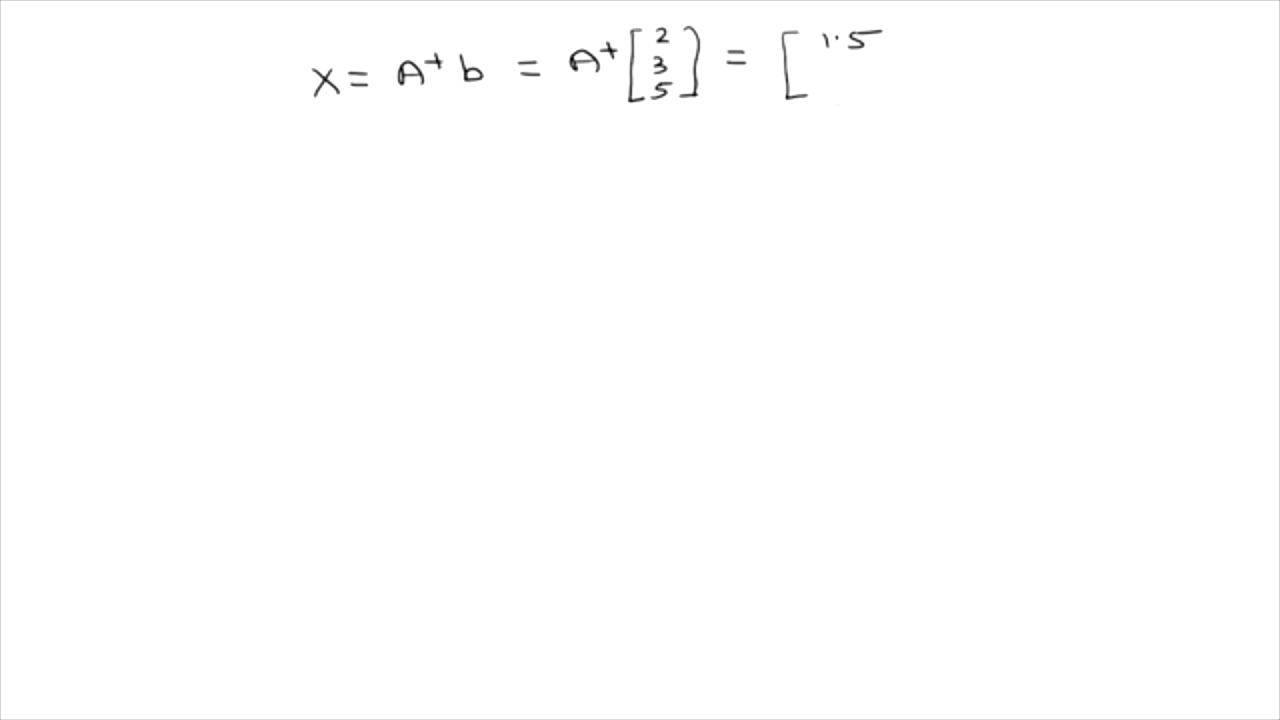 X = A⁺ b = A⁺ [2 3 5] = [ 1.5